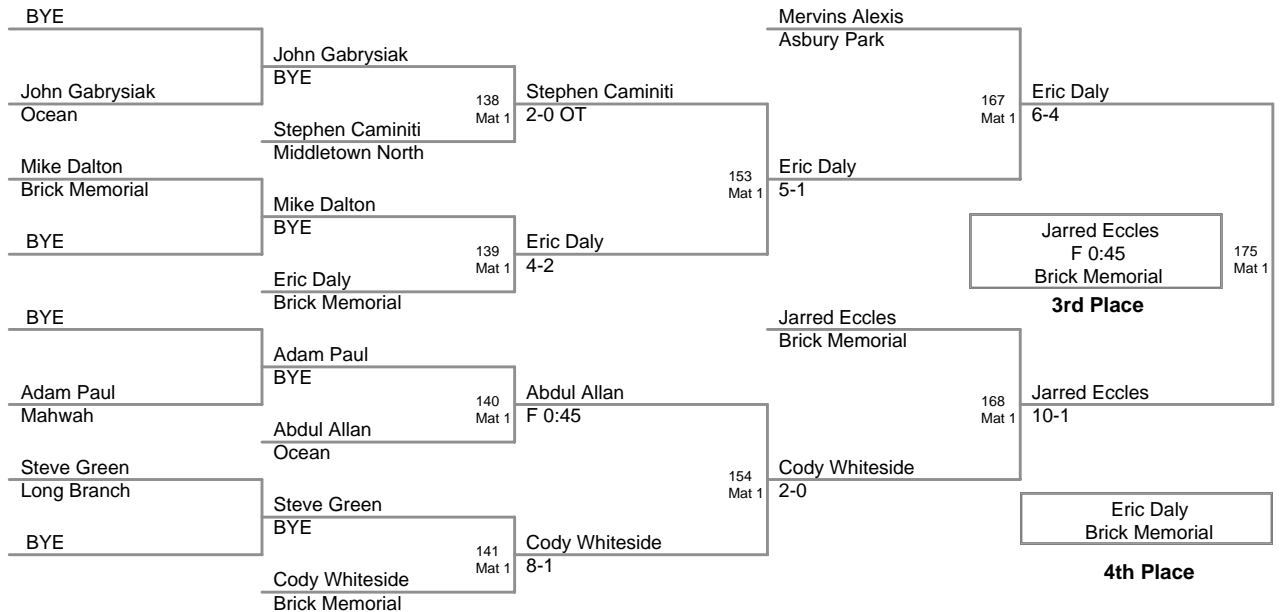 BYE
Mervins Alexis
Asbury Park
John Gabrysiak
BYE
John Gabrysiak
Ocean
138
Mat 1
Stephen Caminiti
2-0 OT
167
Mat 1
Eric Daly
6-4
Stephen Caminiti
Middletown North
Mike Dalton
Brick Memorial
153
Mat 1
Eric Daly
5-1
Mike Dalton
BYE
BYE
139
Mat 1
Eric Daly
4-2
Jarred Eccles
F 0:45
Brick Memorial
175
Mat 1
Eric Daly
Brick Memorial
3rd Place
BYE
Jarred Eccles
Brick Memorial
Adam Paul
BYE
Adam Paul
Mahwah
140
Mat 1
Abdul Allan
F 0:45
168
Mat 1
Jarred Eccles
10-1
Abdul Allan
Ocean
Steve Green
Long Branch
154
Mat 1
Cody Whiteside
2-0
Steve Green
BYE
Eric Daly
Brick Memorial
BYE
141
Mat 1
Cody Whiteside
8-1
4th Place
Cody Whiteside
Brick Memorial